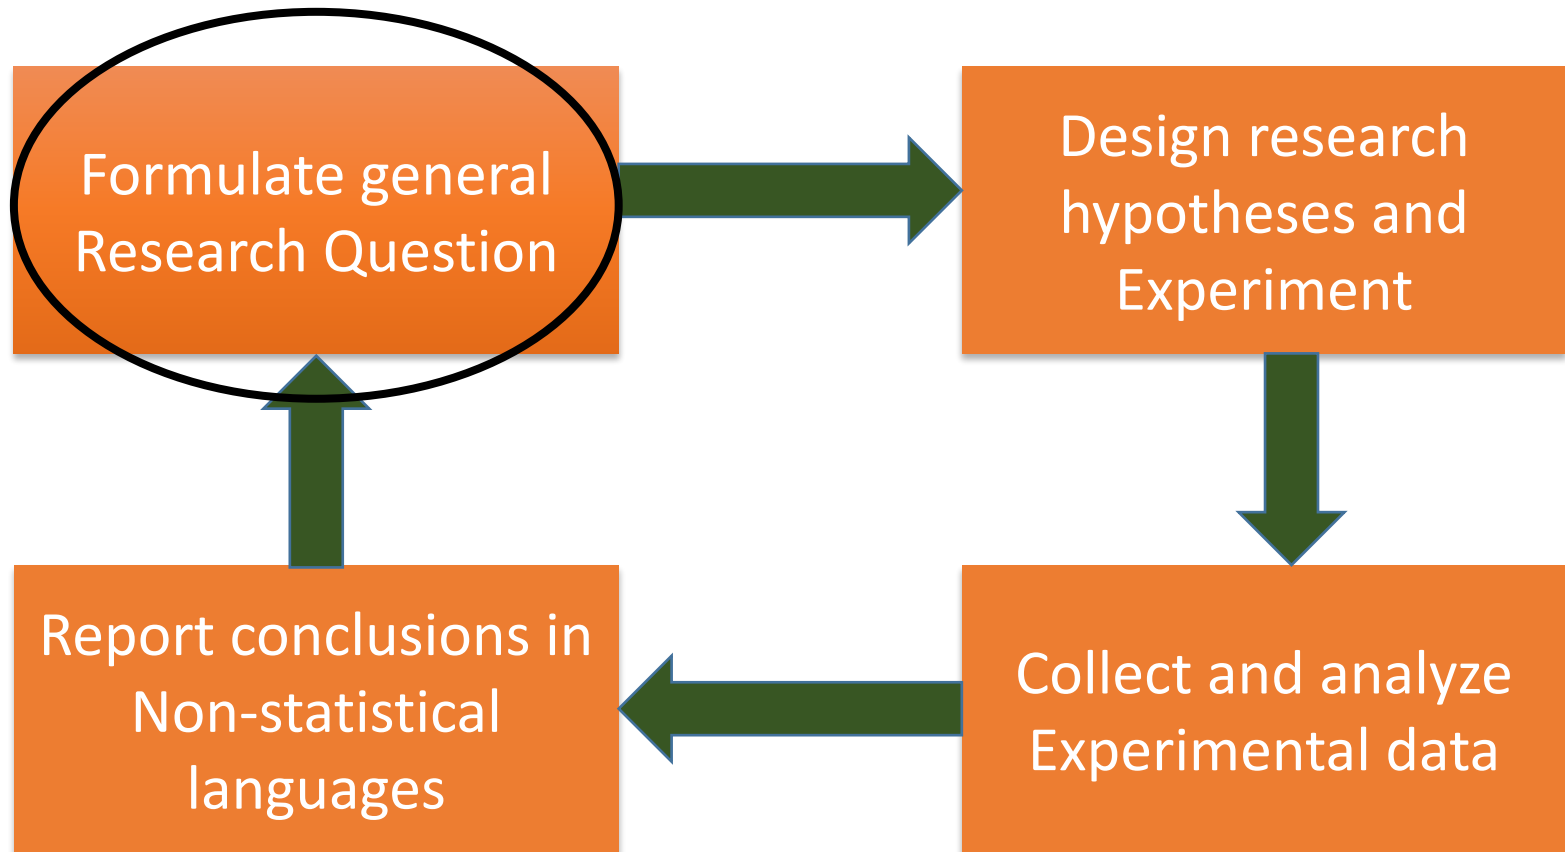 Formulate general
Research Question
Design research
hypotheses and
Experiment
Report conclusions in
Non-statistical
languages
Collect and analyze
Experimental data